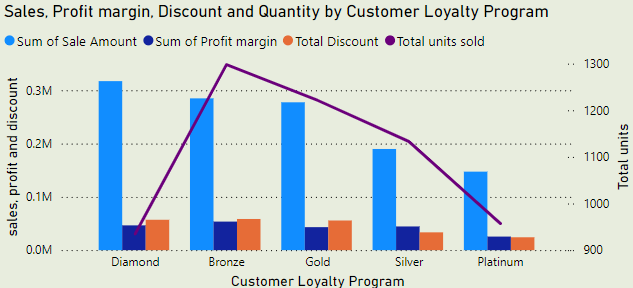 Sales, Profit margin, Discount and Quantity by Customer Loyalty Program
Sum of Sale Amount Sum of Profit margin Total Discount Total units sold
sales, profit and discount
0.3M
0.2M
0.1M
0.0M
1300
1200
1100
1000
900
Total units
Diamond Bronze Gold Silver Platinum
Customer Loyalty Program